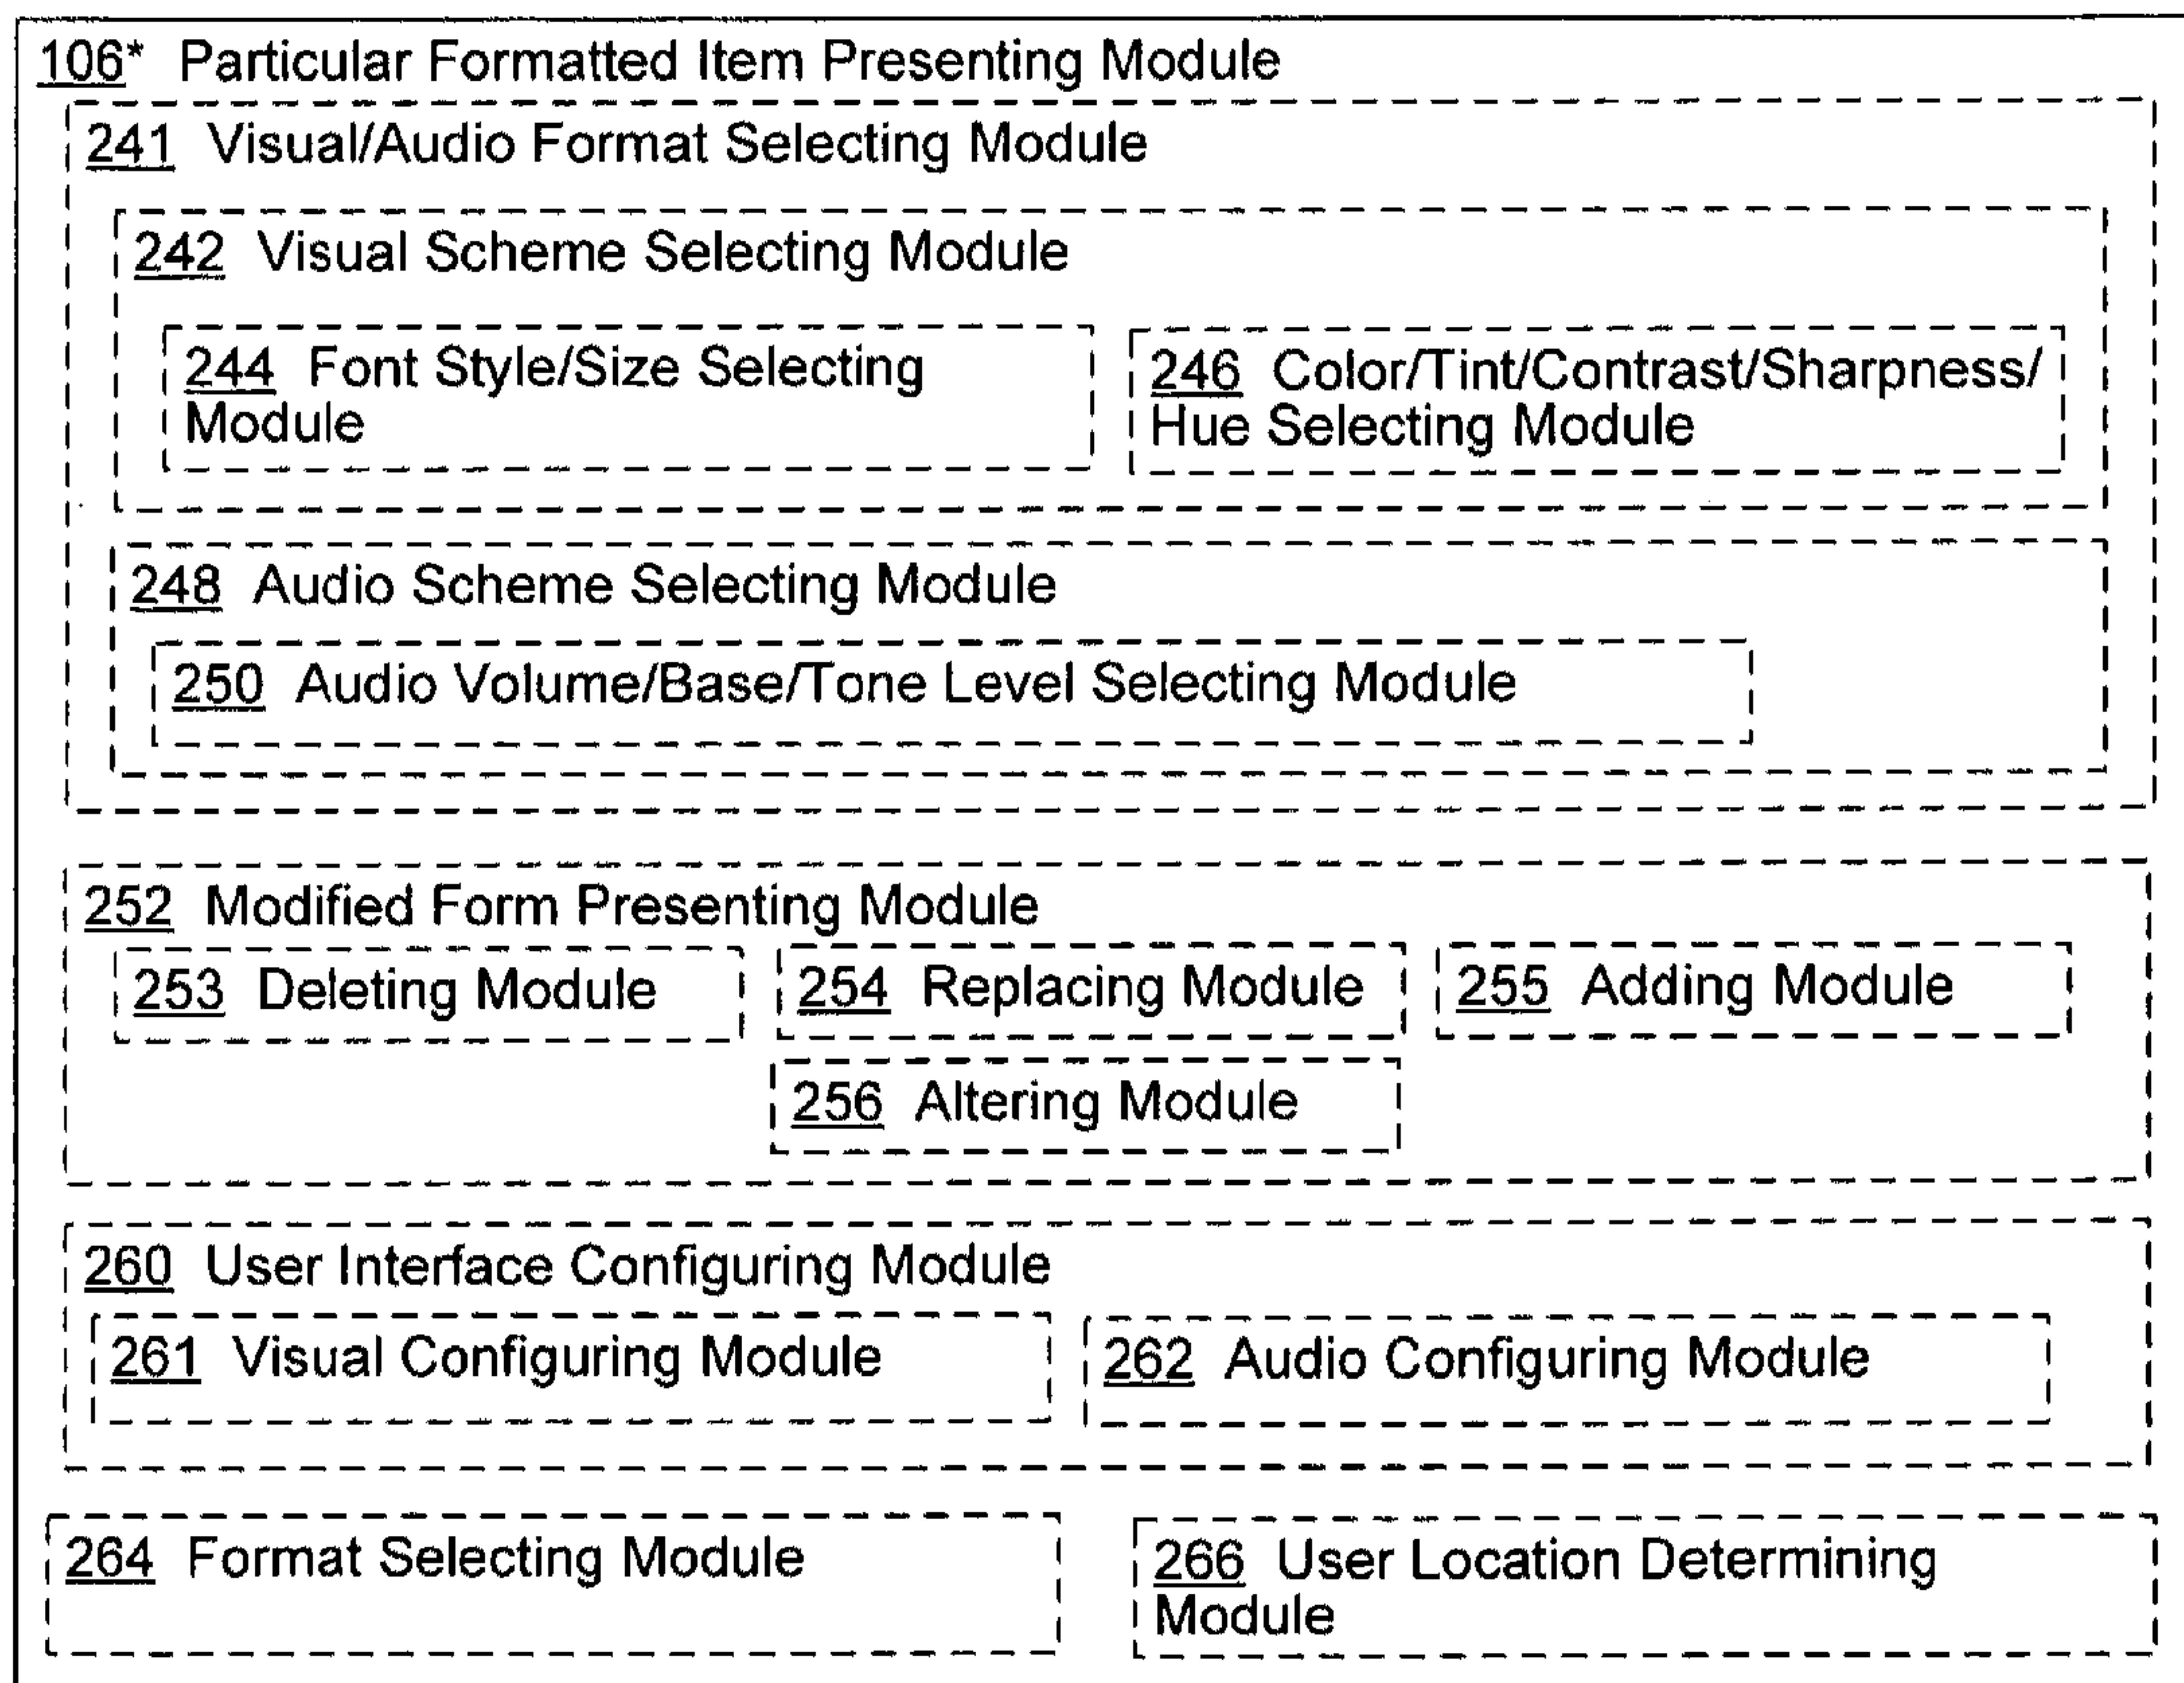 106* Particular Formatted Item Presenting Module
241 Visual/Audio Format Selecting Module
242 Visual Scheme Selecting Module
244 Font Style/Size Selecting
Module
246 Color/Tint/Contrast/Sharpness/
Hue Selecting Module
248 Audio Scheme Selecting Module
250 Audio Volume/Base/Tone Level Selecting Module
252 Modified Form Presenting Module
253 Deleting Module
254 Replacing Module
255 Adding Module
256 Altering Module
260 User Interface Configuring Module
261 Visual Configuring Module
262 Audio Configuring Module
264 Format Selecting Module
266 User Location Determining
Module